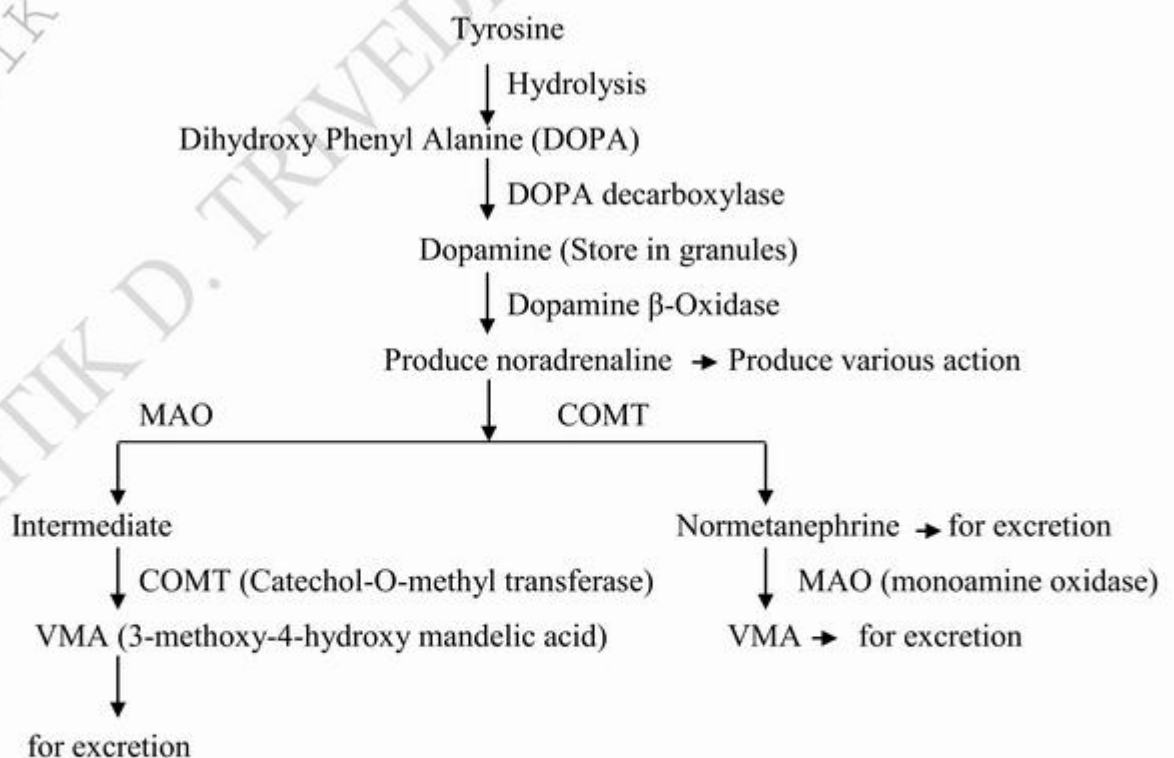 Tyrosine
Hydrolysis
Dihydroxy Phenyl Alanine (DOPA)
DOPA decarboxylase
Dopamine (Store in granules)
Dopamine β-Oxidase
Produce noradrenaline → Produce various action
MAO COMT
Intermediate Normetanephrine → for excretion
COMT (Catechol-O-methyl transferase) MAO (monoamine oxidase)
VMA (3-methoxy-4-hydroxy mandelic acid) VMA → for excretion
for excretion
TIK D. TRIVEDI